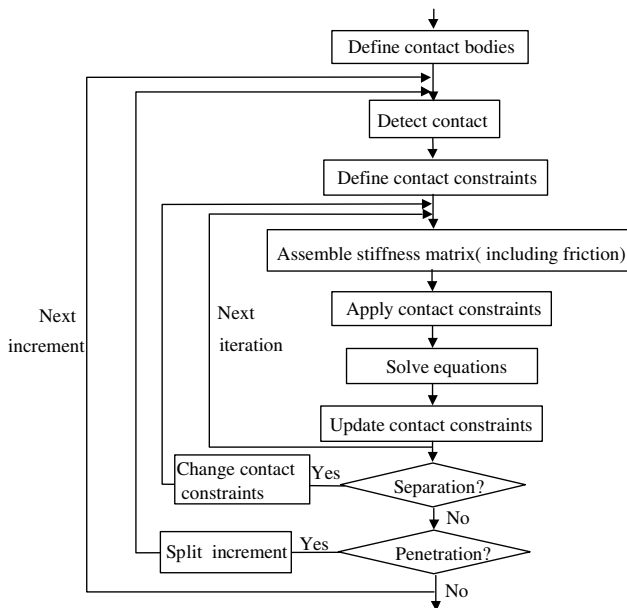 Define contact bodies
Detect contact
Define contact constraints
Assemble stiffness matrix( including friction)
Next
increment
Next
iteration
Apply contact constraints
Solve equations
Update contact constraints
Change contact
constraints
Yes
Separation?
No
Split increment
Yes
Penetration?
No